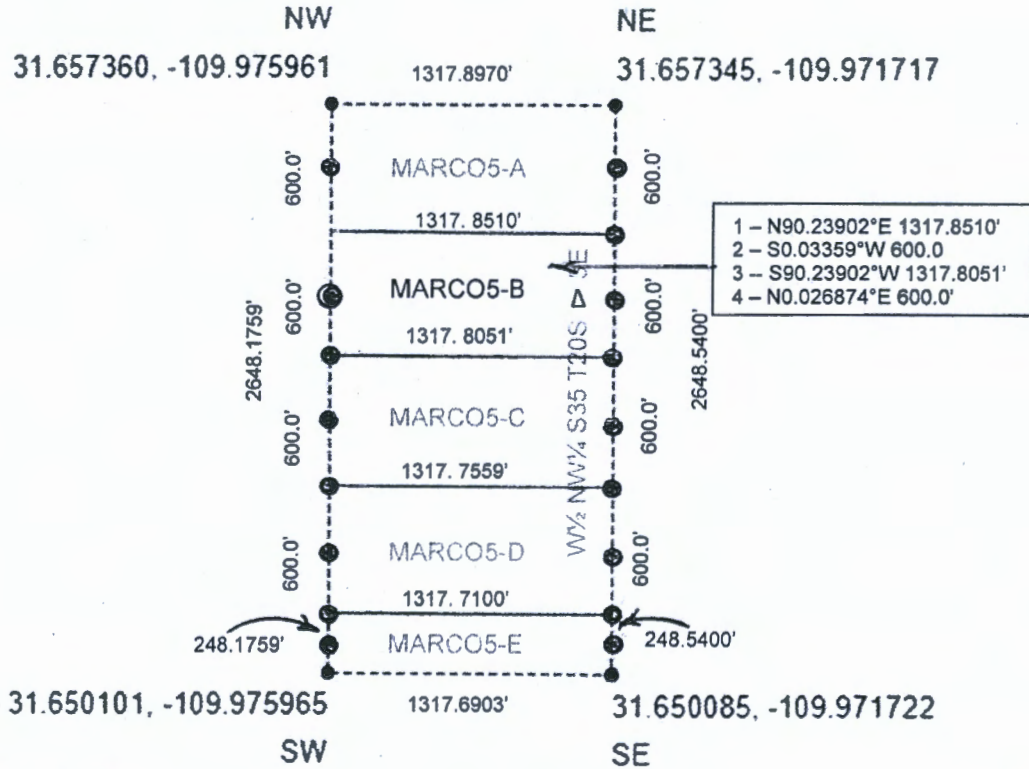 NW
NE
31.657360, -109.975961
1317.8970'
31.657345, -109.971717
600.0'
MARCO5-A
600.0'
1317. 8510'
1 – N90.23902°E 1317.8510'
2 – S0.03359°W 600.0
3 – S90.23902°W 1317.8051'
4 – N0.026874°E 600.0'
600.0'
MARCO5-B
600.0'
2648.1759'
1317. 8051'
2648.5400'
W½ NW¼ S35 T20S
600.0'
MARCO5-C
600.0'
1317. 7559'
600.0'
MARCO5-D
600.0'
1317. 7100'
248.1759'
MARCO5-E
248.5400'
31.650101, -109.975965
1317.6903'
31.650085, -109.971722
SW
SE